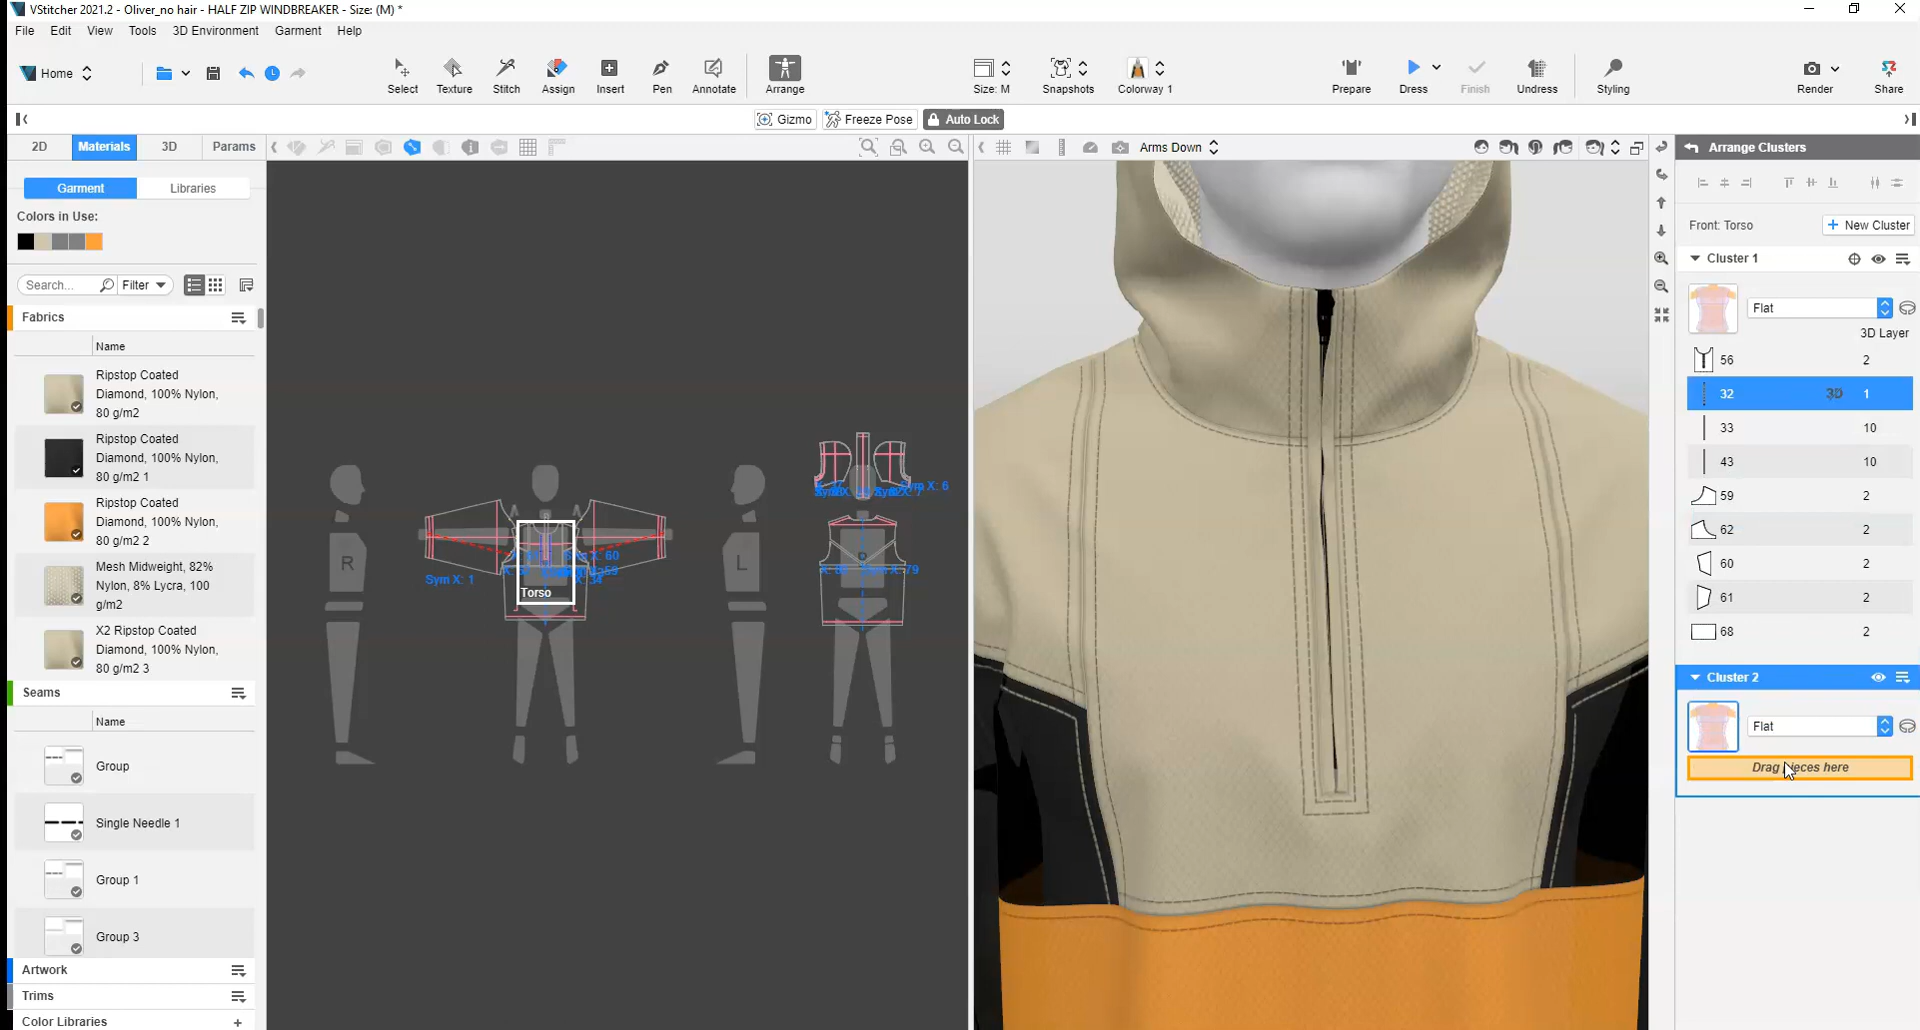 VStitcher 2021.2 - Oliver_no hair - HALF ZIP WINDBREAKER - Size: (M) *
File Edit View Tools 3D Environment Garment Help
Home
Select Texture Stitch Assign Insert Pen Annotate Arrange Size: M Snapshots Colorway 1 Prepare Dress Finish Undress Styling Render Share
Gizmo Freeze Pose Auto Lock
2D Materials 3D Params
Arms Down
Arrange Clusters
Garment Libraries
Colors in Use:
Search... Filter
Fabrics
Name
Ripstop Coated
Diamond, 100% Nylon,
80 g/m2
Ripstop Coated
Diamond, 100% Nylon,
80 g/m2 1
Ripstop Coated
Diamond, 100% Nylon,
80 g/m2 2
Mesh Midweight, 82%
Nylon, 8% Lycra, 100
g/m2
X2 Ripstop Coated
Diamond, 100% Nylon,
80 g/m2 3
Seams
Name
Group
Single Needle 1
Group 1
Group 3
Artwork
Trims
Color Libraries
R
Sym X: 1
Torso
L
Front: Torso
New Cluster
Cluster 1
Flat
3D Layer
56 2
32 3D 1
33 10
43 10
59 2
62 2
60 2
61 2
68 2
Cluster 2
Flat
Drag pieces here